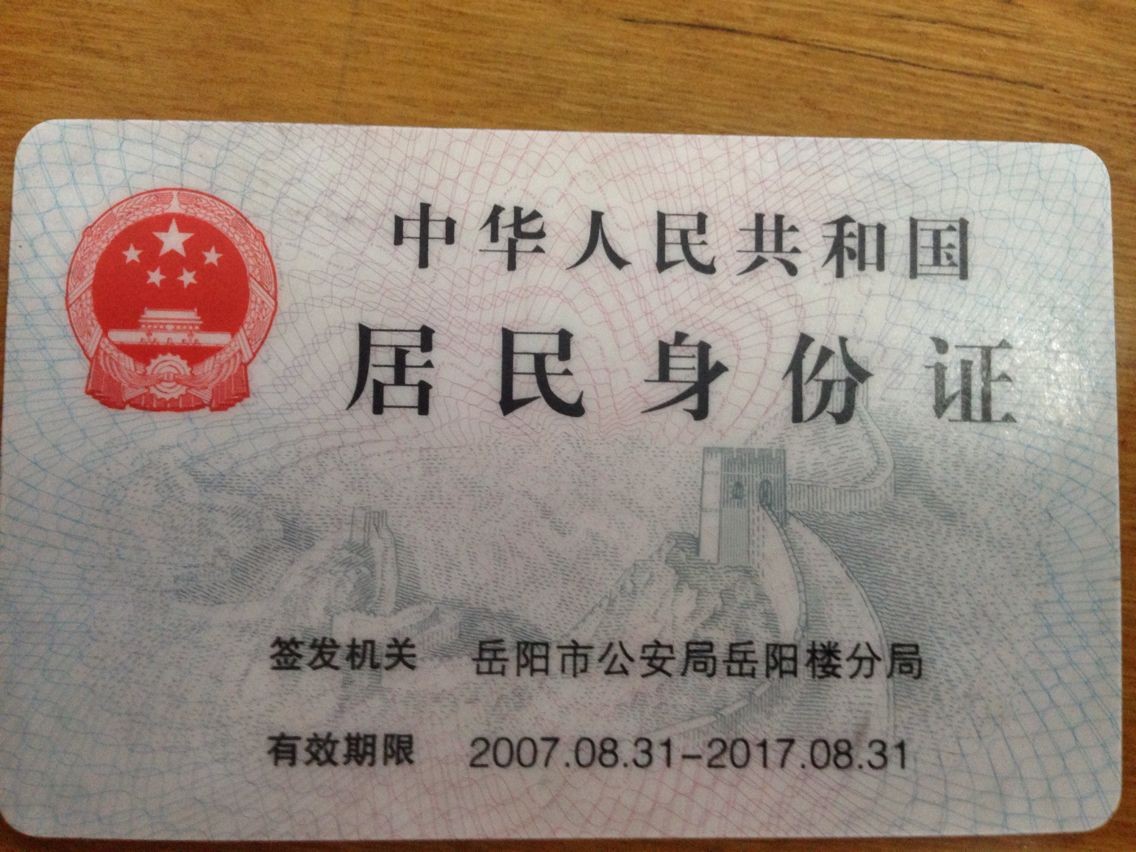 中华人民共和国
居民身份证
签发机关 岳阳市公安局岳阳楼分局
有效期限 2007.08.31-2017.08.31